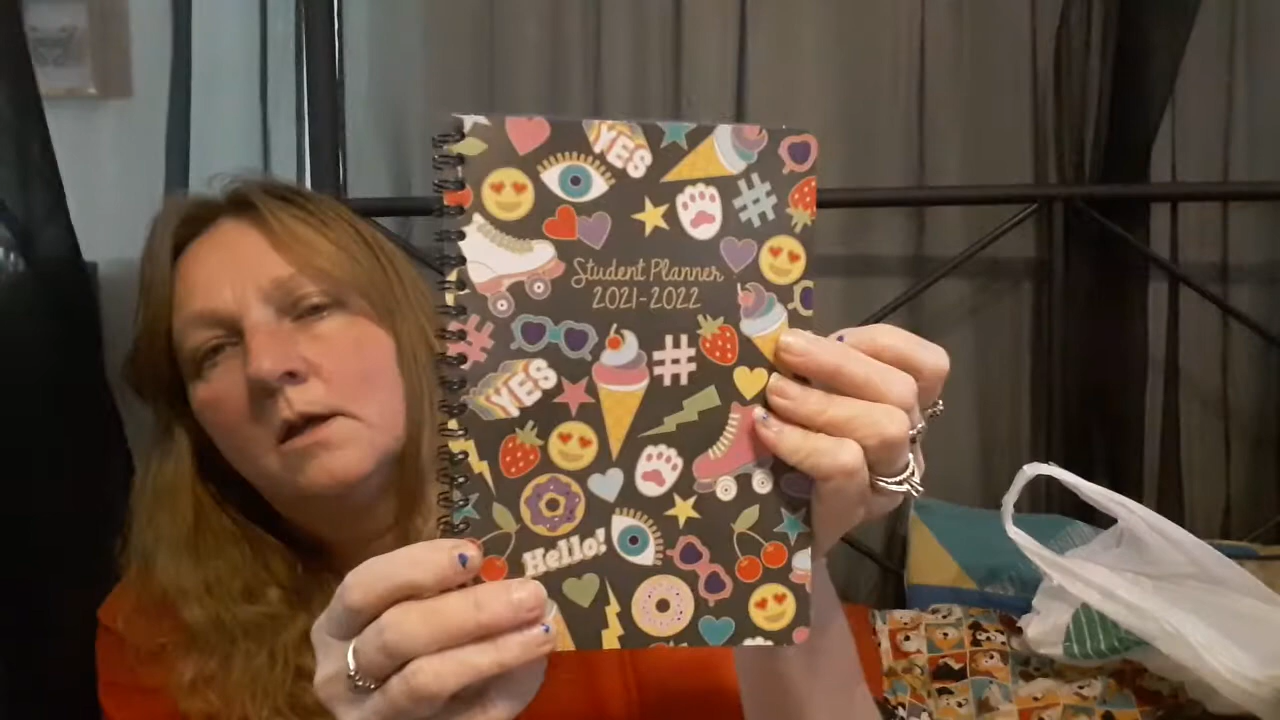 YES
Student Planner
2021-2022
YES
Hello!